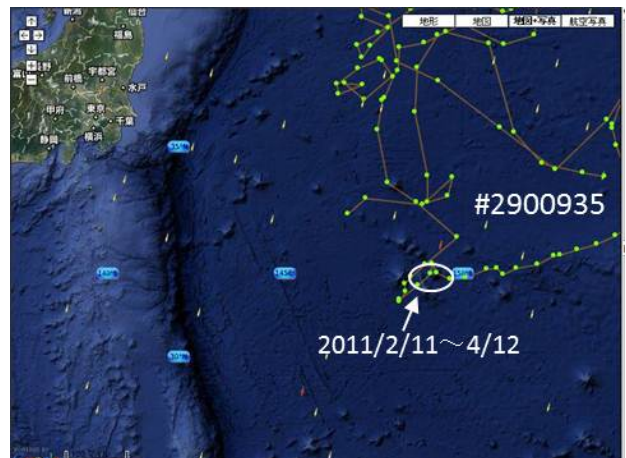 地形 地図 地図+写真 航空写真
新潟 仙台
福島
宇都宮
前橋 水戸
甲府 東京
千葉
横浜
静岡
#2900935
2011/2/11～4/12